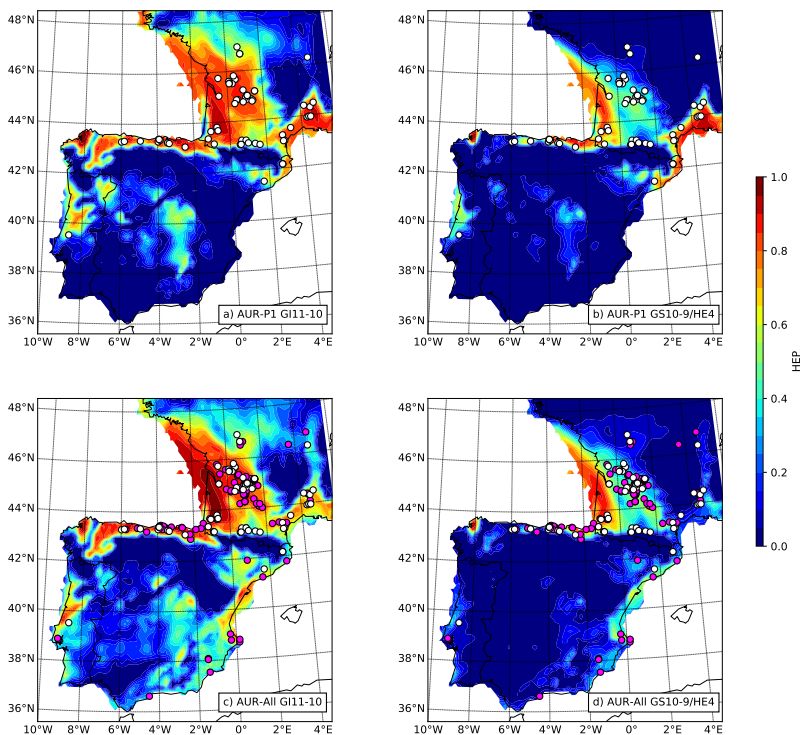 48°N
46°N
44°N
42°N
40°N
38°N
36°N
10°W 8°W 6°W 4°W 2°W 0° 2°E 4°E
a) AUR-P1 GI11-10
48°N
46°N
44°N
42°N
40°N
38°N
36°N
10°W 8°W 6°W 4°W 2°W 0° 2°E 4°E
b) AUR-P1 GS10-9/HE4
1.0
0.8
0.6
0.4
0.2
0.0
HEP
48°N
46°N
44°N
42°N
40°N
38°N
36°N
10°W 8°W 6°W 4°W 2°W 0° 2°E 4°E
c) AUR-All GI11-10
48°N
46°N
44°N
42°N
40°N
38°N
36°N
10°W 8°W 6°W 4°W 2°W 0° 2°E 4°E
d) AUR-All GS10-9/HE4